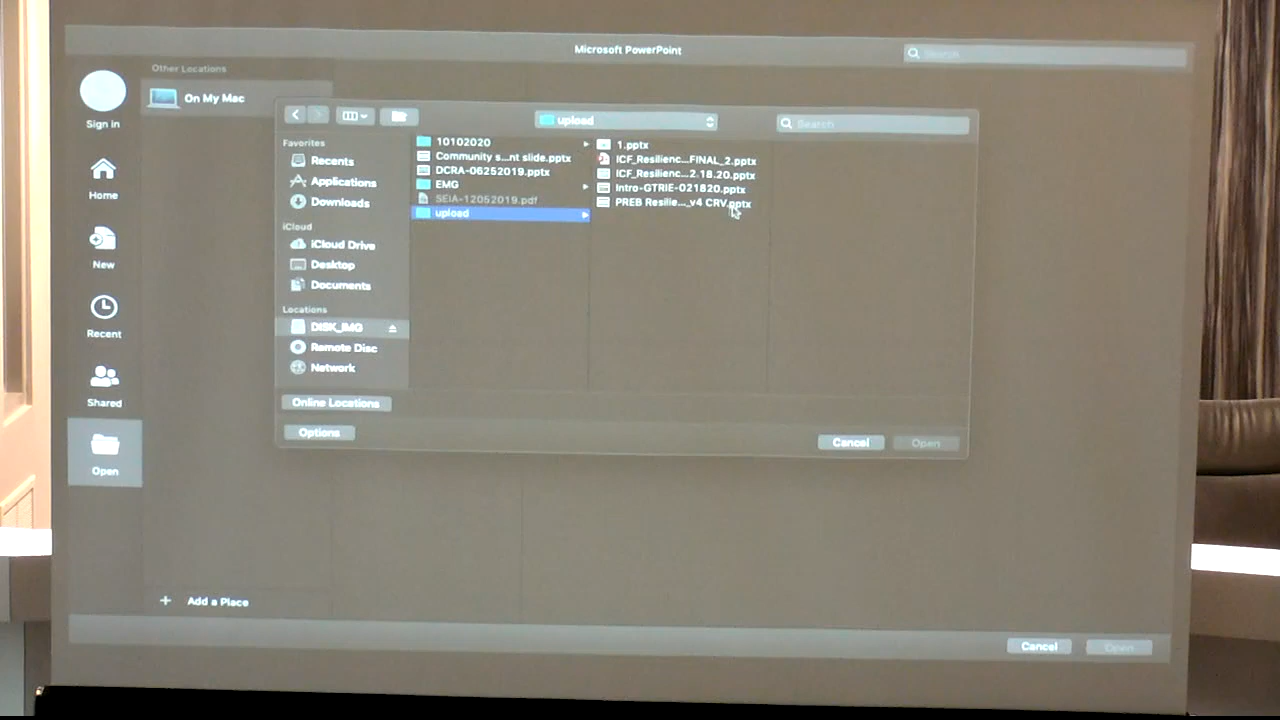 Microsoft PowerPoint
Search
Other Locations
On My Mac
Sign in
Home
New
Recent
Shared
Open
upload
Search
Favorites
Recents
Applications
Downloads
iCloud
iCloud Drive
Desktop
Documents
Locations
DISK_IMG
Remote Disc
Network
Online Locations
Options
10102020
Community s...nt slide.pptx
DCRA-06252019.pptx
EMG
SEIA-12052019.pdf
upload
1.pptx
ICF_Resilienc...FINAL_2.pptx
ICF_Resilienc...2.18.20.pptx
Intro-GTRIE-021820.pptx
PREB Resilie..._v4 CRV.pptx
Cancel
Open
+ Add a Place
Cancel
Open